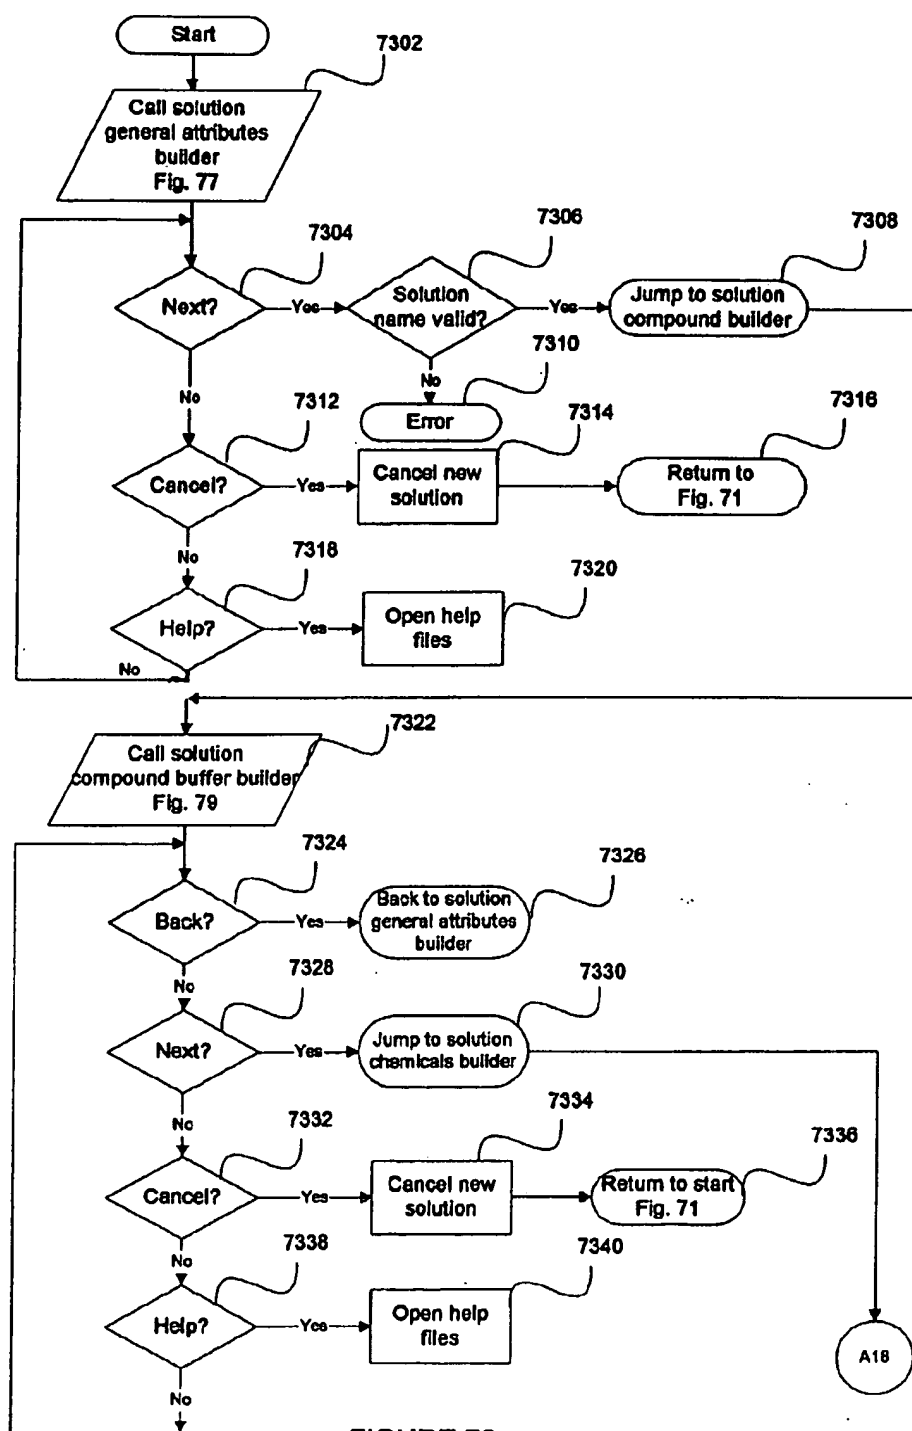 Start
7302
Call solution
general attributes
builder
Fig. 77
7304
7306
7308
Next?
Yes
Solution
name valid?
Yes
Jump to solution
compound builder
No
7310
Error
No
7312
7314
7316
Cancel?
Yes
Cancel new
solution
Return to
Fig. 71
No
7318
7320
Help?
Yes
Open help
files
No
7322
Call solution
compound buffer builder
Fig. 79
7324
7326
Back?
Yes
Back to solution
general attributes
builder
No
7328
7330
Next?
Yes
Jump to solution
chemicals builder
No
7332
7334
7336
Cancel?
Yes
Cancel new
solution
Return to start
Fig. 71
No
7338
7340
Help?
Yes
Open help
files
A18
No